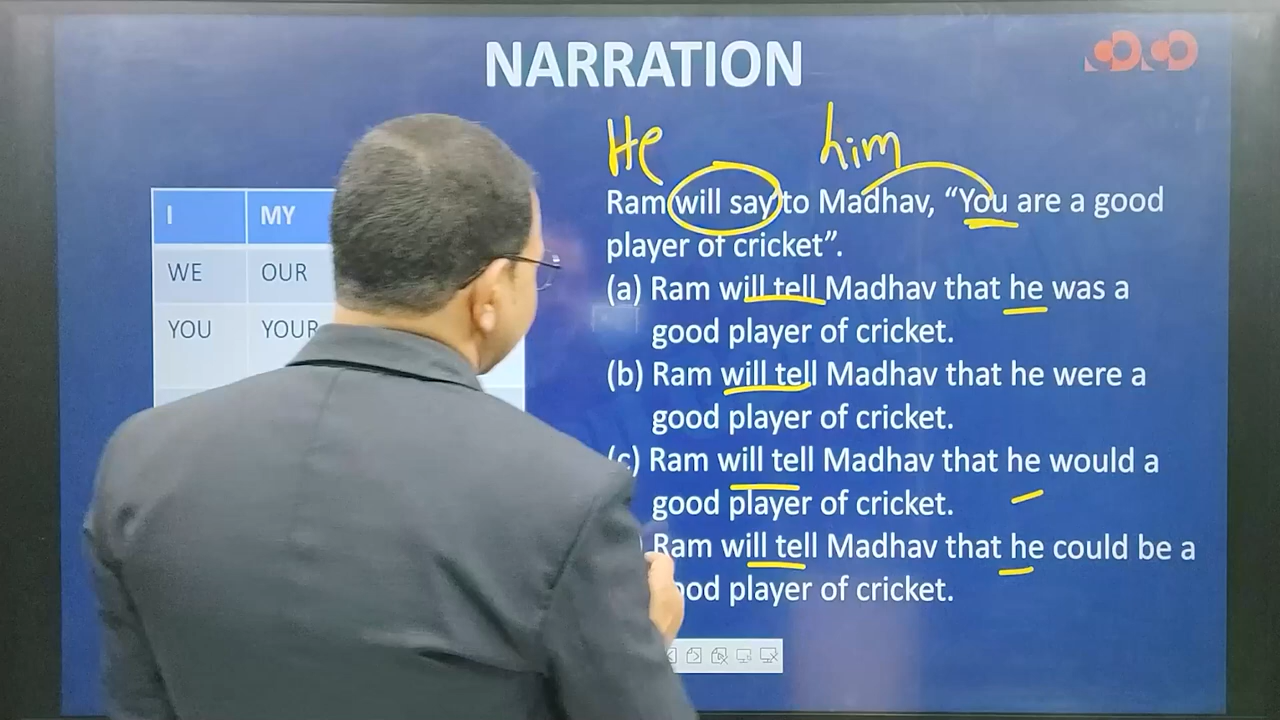 NARRATION
He him
Ram will say to Madhav, “You are a good
player of cricket”.
(a) Ram will tell Madhav that he was a
good player of cricket.
(b) Ram will tell Madhav that he were a
good player of cricket.
(c) Ram will tell Madhav that he would a
good player of cricket.
Ram will tell Madhav that he could be a
good player of cricket.
I MY
WE OUR
YOU YOUR